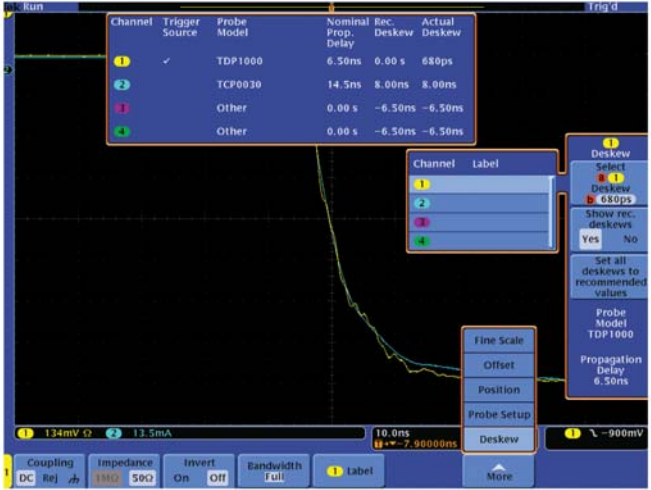 Run Trig'd
Channel Trigger Source Probe Model Nominal Prop. Delay Rec. Deskew Actual Deskew
1 ✓ TDP1000 6.50ns 0.00 s 680ps
2 TCP0030 14.5ns 8.00ns 8.00ns
3 Other 0.00 s −6.50ns −6.50ns
4 Other 0.00 s −6.50ns −6.50ns
Channel Label
1
2
3
4
1
Deskew
Select
a 1
Deskew
b 680ps
Show rec.
deskews
Yes No
Set all
deskews to
recommended
values
Probe
Model
TDP1000
Propagation
Delay
6.50ns
Fine Scale
Offset
Position
Probe Setup
Deskew
1 134mV Ω 2 13.5mA
10.0ns
−7.90000ns
1 −900mV
1
Coupling
DC Rej
Impedance
1MΩ 50Ω
Invert
On Off
Bandwidth
Full
1 Label
More